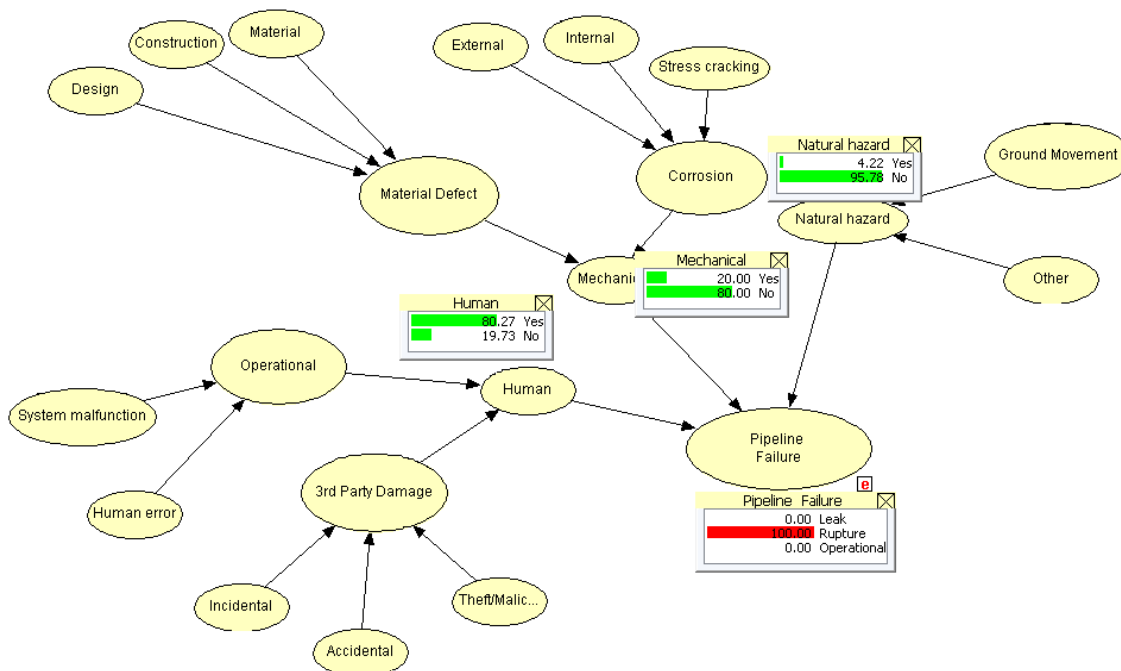 Material
Construction
Design
External
Internal
Stress cracking
Natural hazard
4.22 Yes
95.78 No
Ground Movement
Corrosion
Material Defect
Natural hazard
Mechanic
Mechanical
20.00 Yes
80.00 No
Other
Human
80.27 Yes
19.73 No
Operational
Human
System malfunction
Pipeline
Failure
e
3rd Party Damage
Human error
Pipeline Failure
0.00 Leak
100.00 Rupture
0.00 Operational
Incidental
Theft/Malic...
Accidental